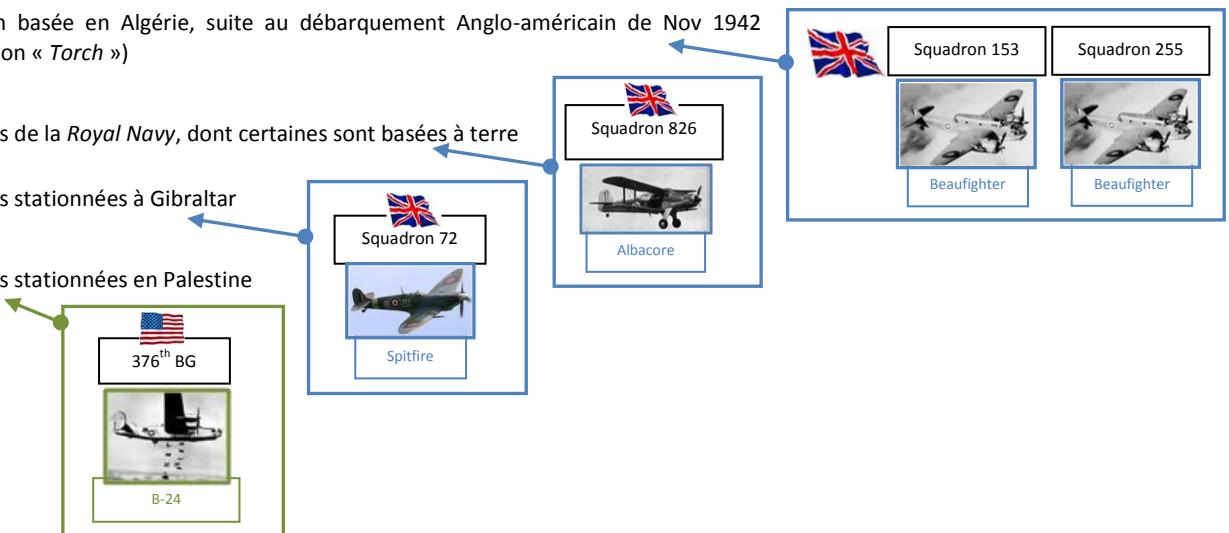 n basée en Algérie, suite au débarquement Anglo-américain de Nov 1942
on « Torch »)
Squadron 153
Squadron 255
Beaufighter
Beaufighter
s de la Royal Navy, dont certaines sont basées à terre
Squadron 826
Albacore
s stationnées à Gibraltar
Squadron 72
Spitfire
s stationnées en Palestine
376th BG
B-24